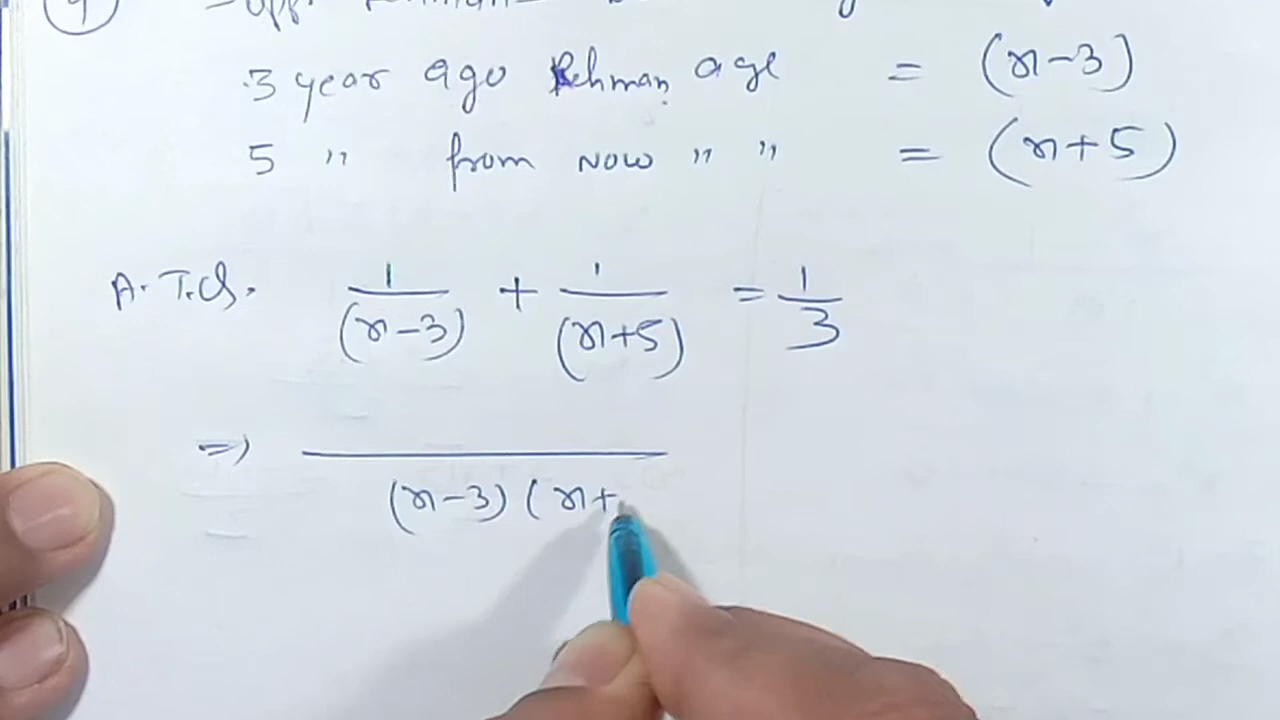 3 year ago Rehman age = (x-3)
5 " from now " " = (x+5)
A.T.Q. 1/(x-3) + 1/(x+5) = 1/3
=> (x-3)(x+